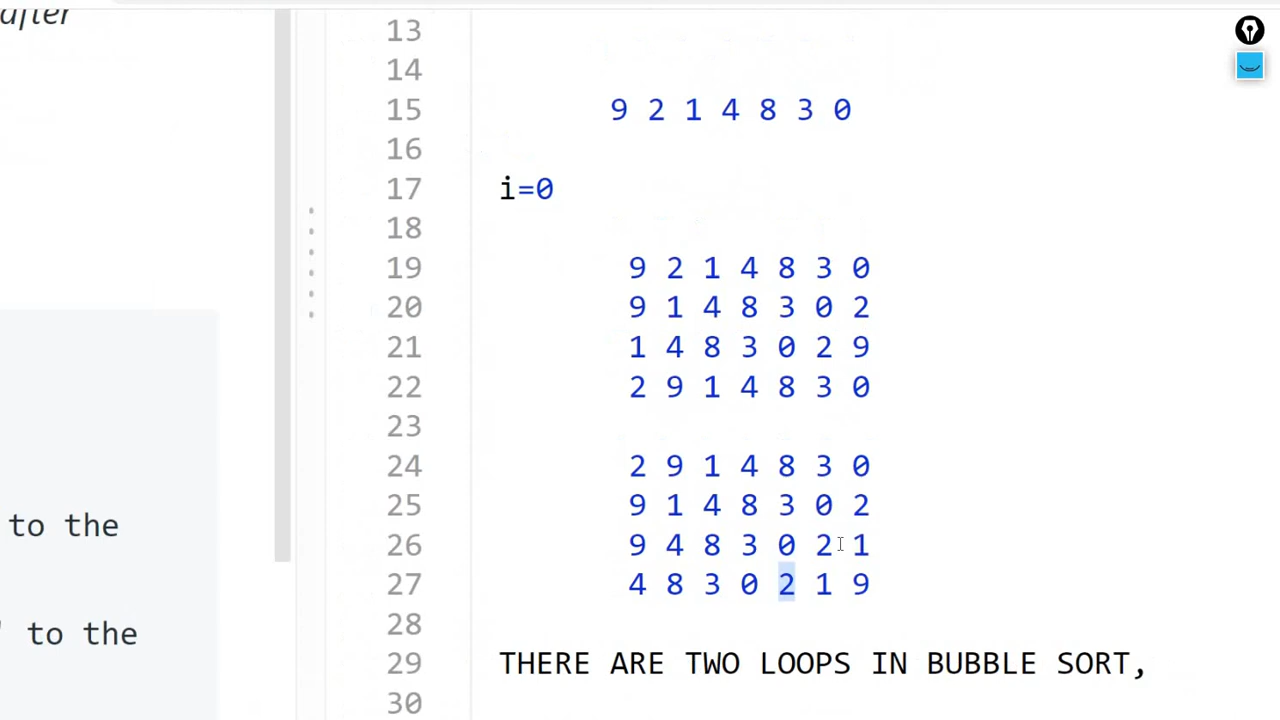 after
13
14
15 9 2 1 4 8 3 0
16
17 i=0
18
19 9 2 1 4 8 3 0
20 9 1 4 8 3 0 2
21 1 4 8 3 0 2 9
22 2 9 1 4 8 3 0
23
24 2 9 1 4 8 3 0
to the
25 9 1 4 8 3 0 2
26 9 4 8 3 0 2 1
27 4 8 3 0 2 1 9
28
' to the
29 THERE ARE TWO LOOPS IN BUBBLE SORT,
30